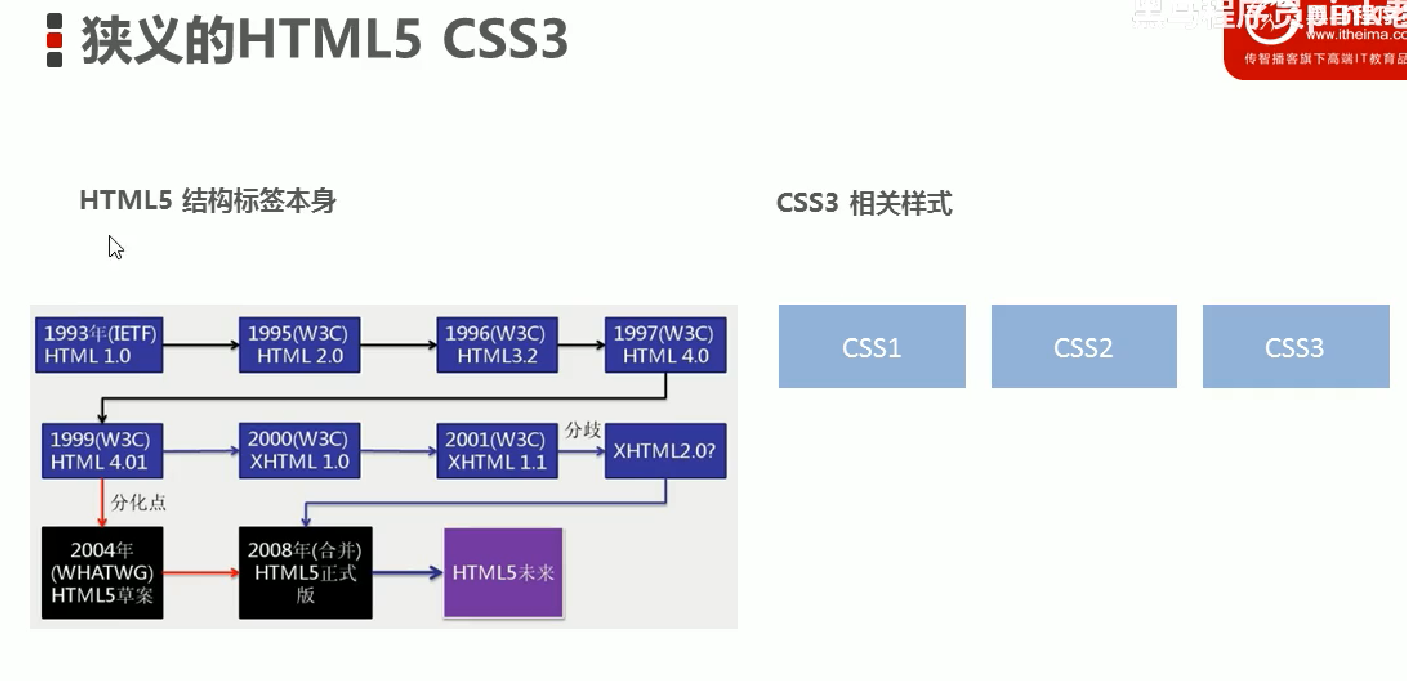 狭义的HTML5 CSS3
www.itheima.co
传智播客旗下高端IT教育品
HTML5 结构标签本身
CSS3 相关样式
1993年(IETF)
HTML 1.0
1995(W3C)
HTML 2.0
1996(W3C)
HTML3.2
1997(W3C)
HTML 4.0
CSS1
CSS2
CSS3
1999(W3C)
HTML 4.01
2000(W3C)
XHTML 1.0
2001(W3C)
XHTML 1.1
分歧
XHTML2.0?
分化点
2004年
(WHATWG)
HTML5草案
2008年(合并)
HTML5正式
版
HTML5未来